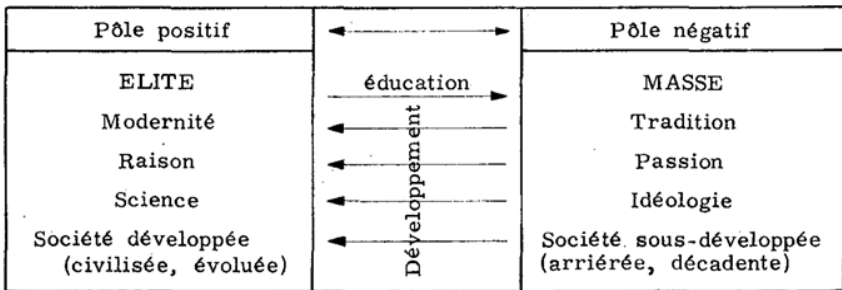 Pôle positif Pôle négatif
ELITE éducation MASSE
Modernité Tradition
Raison Passion
Science Idéologie
Société développée Société sous-développée
(civilisée, évoluée) (arriérée, décadente)
Développement